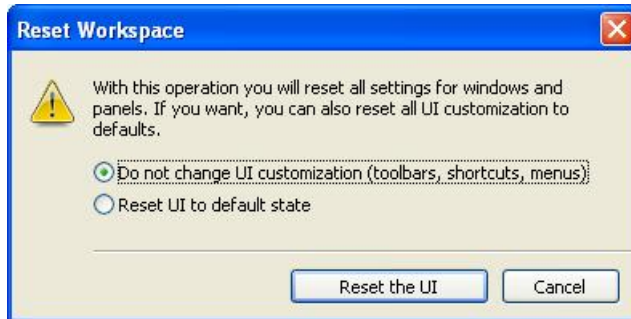 Reset Workspace
With this operation you will reset all settings for windows and
panels. If you want, you can also reset all UI customization to
defaults.
Do not change UI customization (toolbars, shortcuts, menus)
Reset UI to default state
Reset the UI Cancel